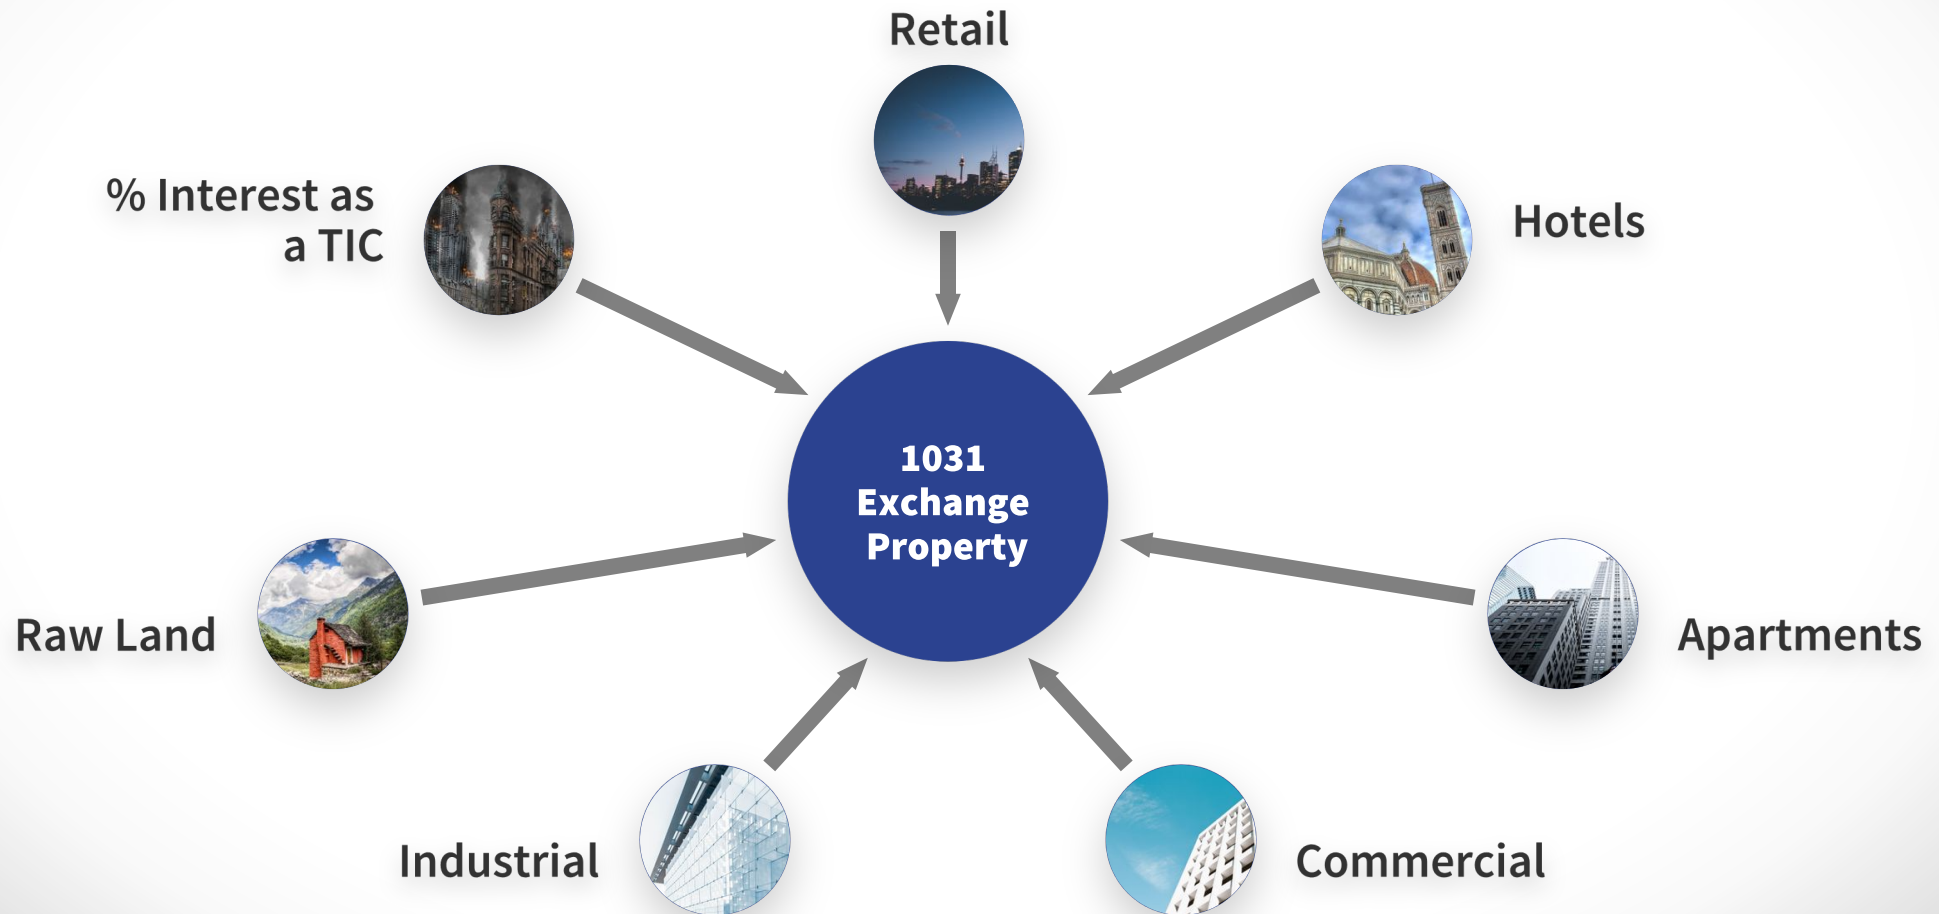 Retail
% Interest as
a TIC
Hotels
1031
Exchange
Property
Raw Land
Apartments
Industrial
Commercial